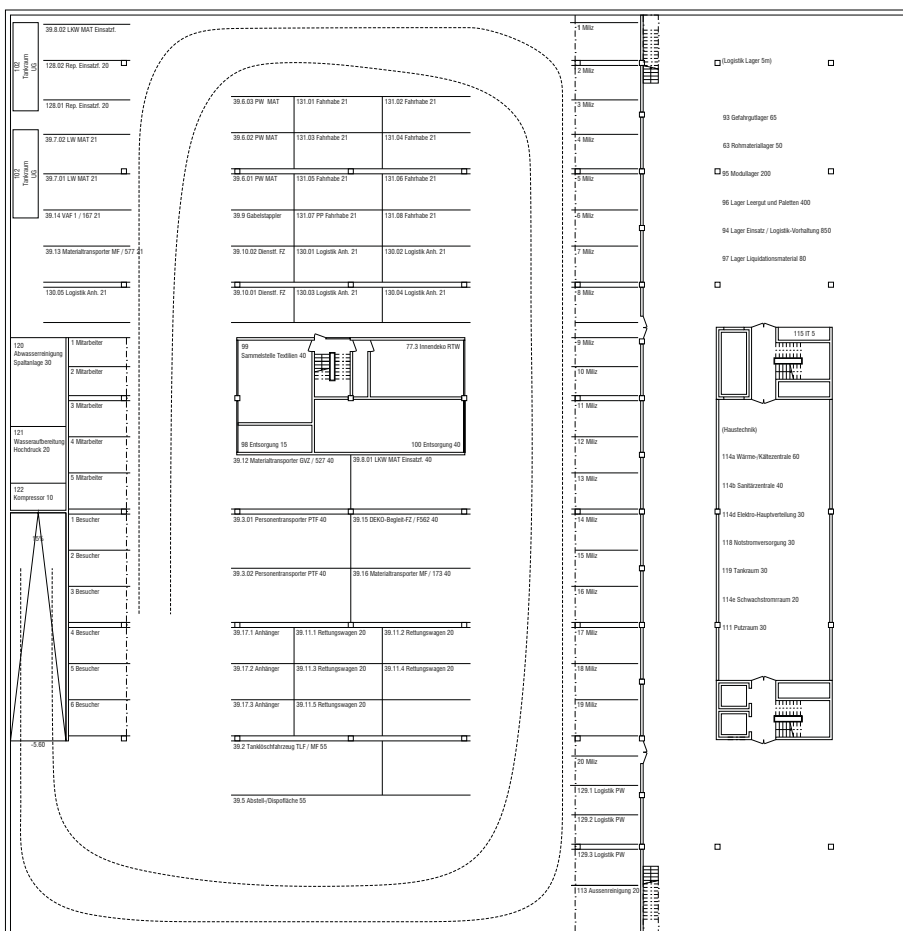 102
Tankraum
UG
39.8.02 LKW MAT Einsatzf.
128.02 Rep. Einsatzf. 20
128.01 Rep. Einsatzf. 20
102
Tankraum
UG
39.7.02 LW MAT 21
39.7.01 LW MAT 21
39.14 VAF 1 / 167 21
39.13 Materialtransporter MF / 577 21
130.05 Logistik Anh. 21
39.6.03 PW  MAT
131.01 Fahrhabe 21
131.02 Fahrhabe 21
39.6.02 PW MAT
131.03 Fahrhabe 21
131.04 Fahrhabe 21
39.6.01 PW MAT
131.05 Fahrhabe 21
131.06 Fahrhabe 21
39.9 Gabelstappler
131.07 PP Fahrhabe 21
131.08 Fahrhabe 21
39.10.02 Dienstf. FZ
130.01 Logistik Anh. 21
130.02 Logistik Anh. 21
39.10.01 Dienstf. FZ
130.03 Logistik Anh. 21
130.04 Logistik Anh. 21
1 Miliz
2 Miliz
3 Miliz
4 Miliz
5 Miliz
6 Miliz
7 Miliz
8 Miliz
9 Miliz
10 Miliz
11 Miliz
12 Miliz
13 Miliz
14 Miliz
15 Miliz
16 Miliz
17 Miliz
18 Miliz
19 Miliz
20 Miliz
129.1 Logistik PW
129.2 Logistik PW
129.3 Logistik PW
113 Aussenreinigung 20
(Logistik Lager 5m)
93 Gefahrgutlager 65
63 Rohmateriallager 50
95 Modullager 200
96 Lager Leergut und Paletten 400
94 Lager Einsatz / Logistik-Vorhaltung 850
97 Lager Liquidationsmaterial 80
120
Abwasserreinigung
Spaltanlage 30
121
Wasseraufbereitung
Hochdruck 20
122
Kompressor 10
15%
-5.60
1 Mitarbeiter
2 Mitarbeiter
3 Mitarbeiter
4 Mitarbeiter
5 Mitarbeiter
1 Besucher
2 Besucher
3 Besucher
4 Besucher
5 Besucher
6 Besucher
99
Sammelstelle Textilien 40
77.3 Innendeko RTW
98 Entsorgung 15
100 Entsorgung 40
39.12 Materialtransporter GVZ / 527 40
39.8.01 LKW MAT Einsatzf. 40
39.3.01 Personentransporter PTF 40
39.15 DEKO-Begleit-FZ / F562 40
39.3.02 Personentransporter PTF 40
39.16 Materialtransporter MF / 173 40
39.17.1 Anhänger
39.11.1 Rettungswagen 20
39.11.2 Rettungswagen 20
39.17.2 Anhänger
39.11.3 Rettungswagen 20
39.11.4 Rettungswagen 20
39.17.3 Anhänger
39.11.5 Rettungswagen 20
39.2 Tanklöschfahrzeug TLF / MF 55
39.5 Abstell-/Dispofläche 55
115 IT 5
(Haustechnik)
114a Wärme-/Kältezentrale 60
114b Sanitärzentrale 40
114d Elektro-Hauptverteilung 30
118 Notstromversorgung 30
119 Tankraum 30
114e Schwachstromrraum 20
111 Putzraum 30